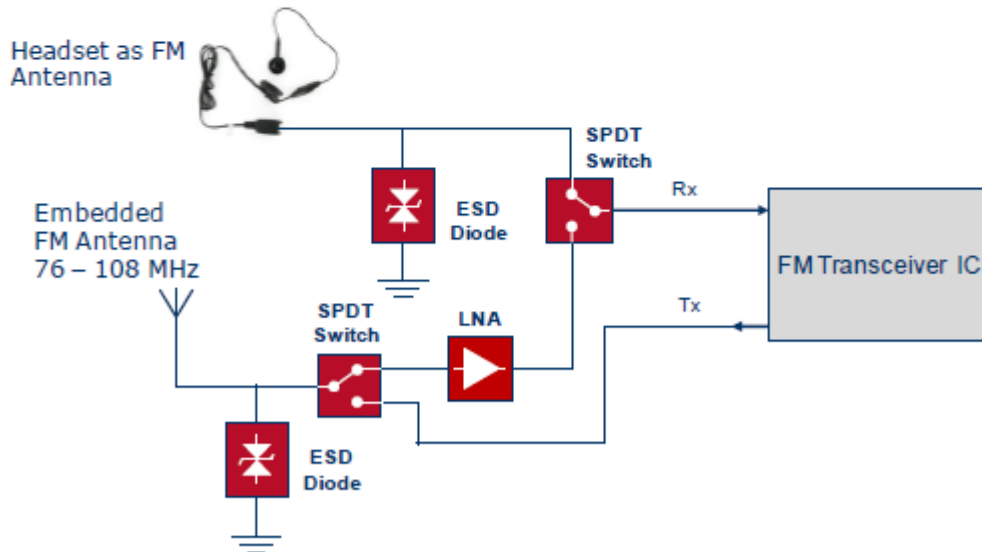 Headset as FM
Antenna
SPDT
Switch
Rx
ESD
Diode
Embedded
FM Antenna
76 – 108 MHz
FM Transceiver IC
SPDT
Switch
LNA
Tx
ESD
Diode